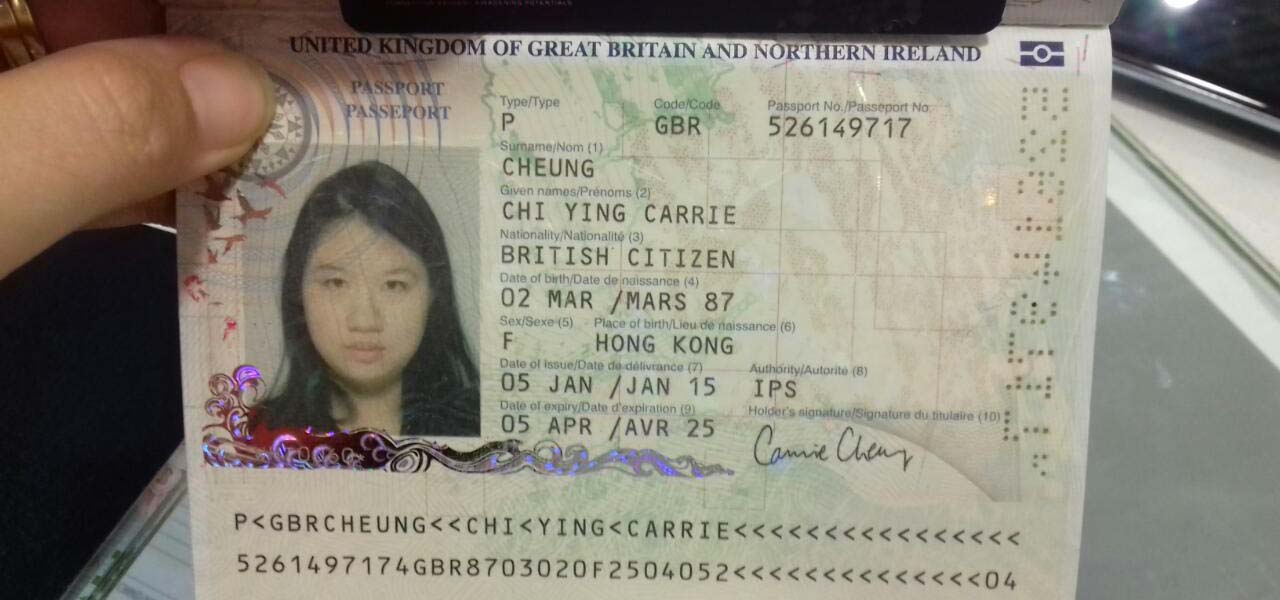 UNITED KINGDOM OF GREAT BRITAIN AND NORTHERN IRELAND
PASSPORT
PASSEPORT
Type/Type Code/Code Passport No./Passeport No.
P GBR 526149717
Surname/Nom (1)
CHEUNG
Given names/Prénoms (2)
CHI YING CARRIE
Nationality/Nationalité (3)
BRITISH CITIZEN
Date of birth/Date de naissance (4)
02 MAR /MARS 87
Sex/Sexe (5) Place of birth/Lieu de naissance (6)
F HONG KONG
Date of issue/Date de délivrance (7) Authority/Autorité (8)
05 JAN /JAN 15 IPS
Date of expiry/Date d'expiration (9) Holder's signature/Signature du titulaire (10)
05 APR /AVR 25 Carrie Cheung
P<GBRCHEUNG<<CHI<YING<CARRIE<<<<<<<<<<<<<<<<
5261497174GBR8703020F2504052<<<<<<<<<<<<<<04